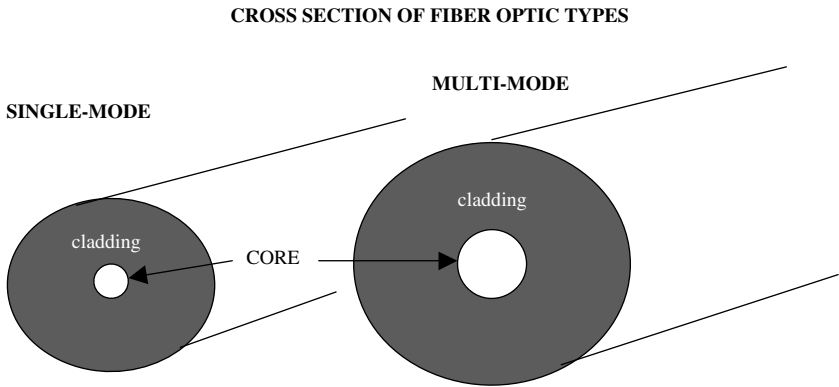 CROSS SECTION OF FIBER OPTIC TYPES
MULTI-MODE
SINGLE-MODE
cladding
cladding
CORE